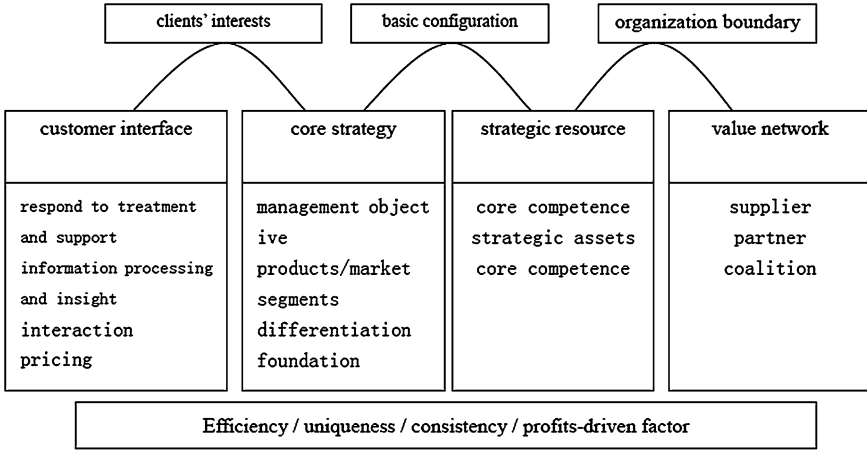 clients' interests
basic configuration
organization boundary
customer interface
core strategy
strategic resource
value network
respond to treatment
and support
information processing
and insight
interaction
pricing
management object
ive
products/market
segments
differentiation
foundation
core competence
strategic assets
core competence
supplier
partner
coalition
Efficiency / uniqueness / consistency / profits-driven factor